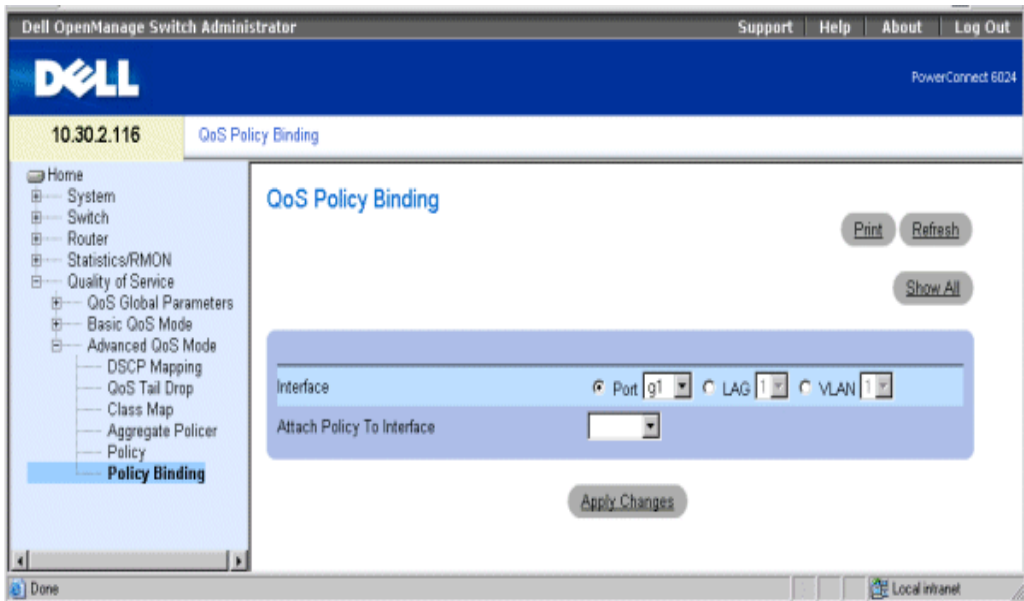 Dell OpenManage Switch Administrator Support Help About Log Out
DELL
PowerConnect 6024
10.30.2.116 QoS Policy Binding
Home
System
Switch
Router
Statistics/RMON
Quality of Service
QoS Global Parameters
Basic QoS Mode
Advanced QoS Mode
DSCP Mapping
QoS Tail Drop
Class Map
Aggregate Policer
Policy
Policy Binding
QoS Policy Binding
Print Refresh
Show All
Interface Port g1 LAG 1 VLAN 1
Attach Policy To Interface
Apply Changes
Done Local intranet